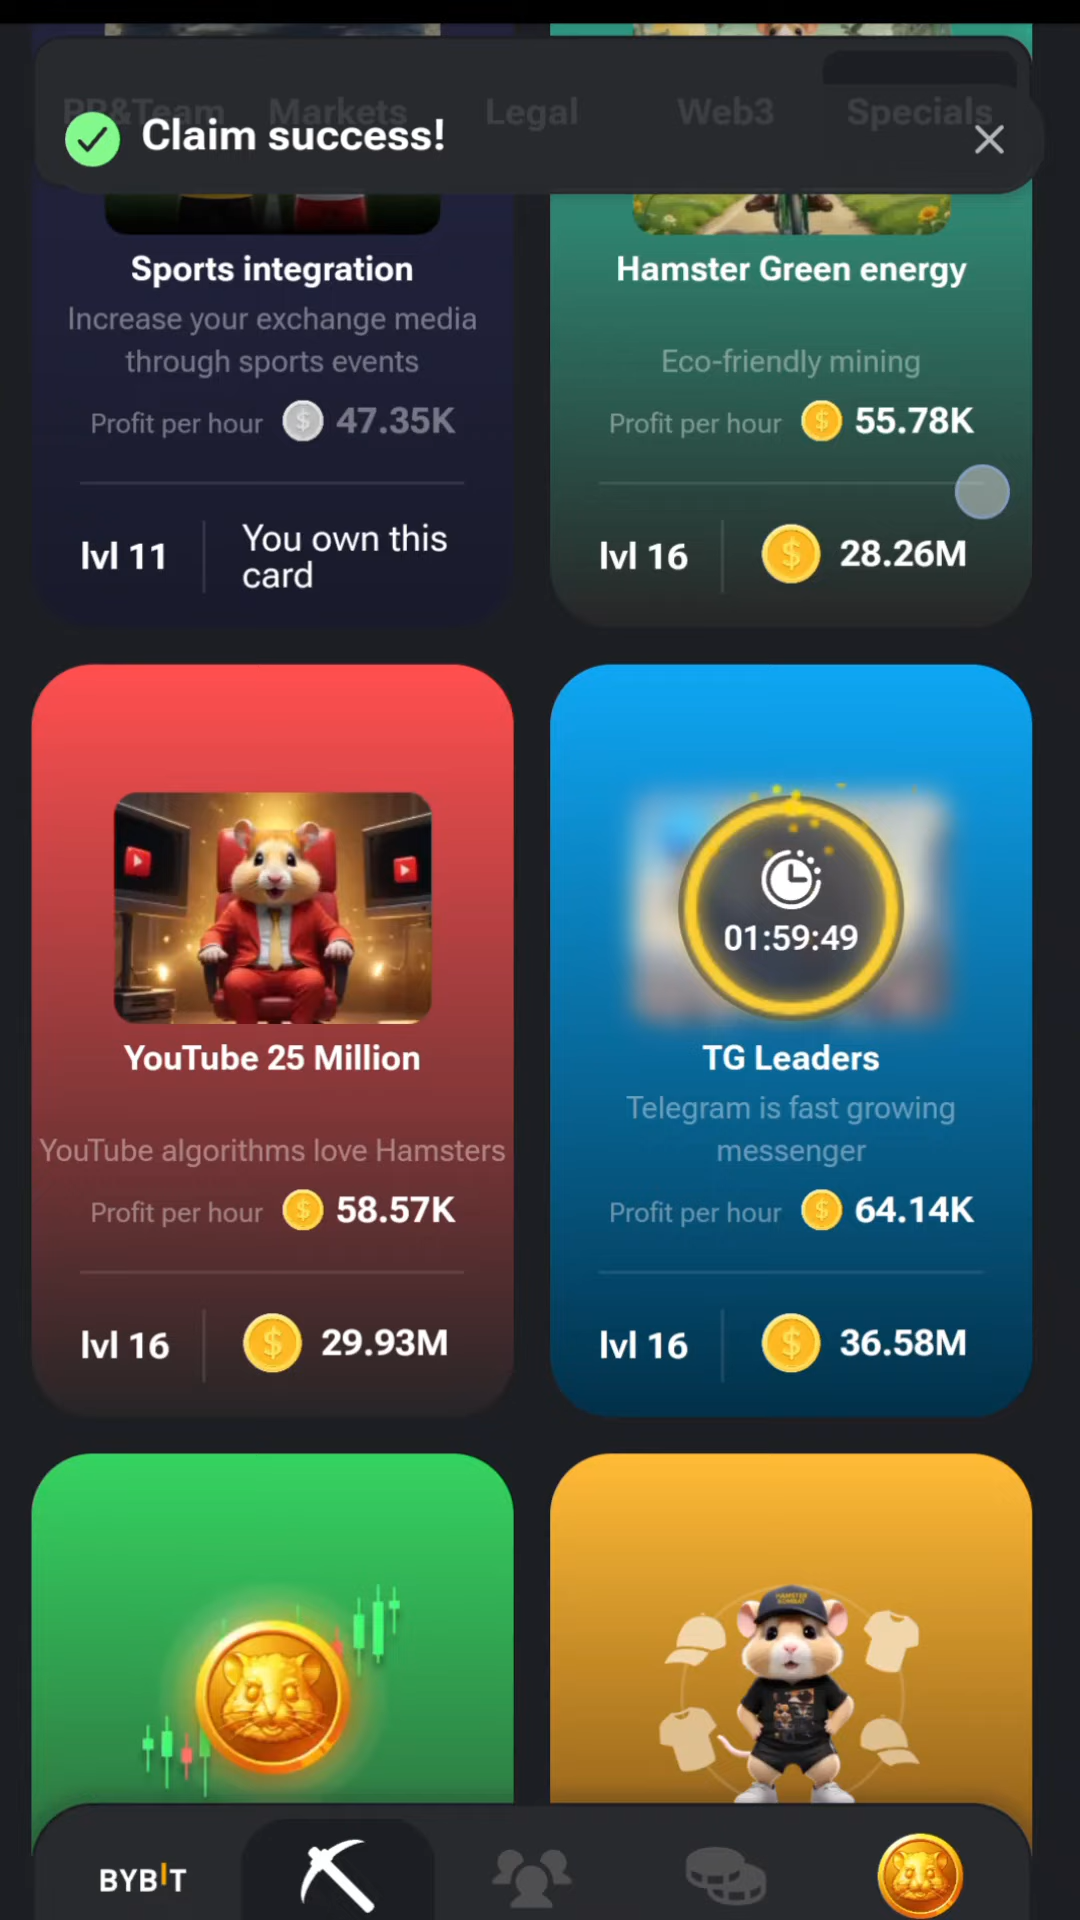 PR&Team Markets Legal Web3 Specials
Claim success!
Sports integration
Increase your exchange media
through sports events
Profit per hour 47.35K
lvl 11
You own this
card
Hamster Green energy
Eco-friendly mining
Profit per hour 55.78K
lvl 16 28.26M
YouTube 25 Million
YouTube algorithms love Hamsters
Profit per hour 58.57K
lvl 16 29.93M
01:59:49
TG Leaders
Telegram is fast growing
messenger
Profit per hour 64.14K
lvl 16 36.58M
HAMSTER
KOMBAT
BYBIT